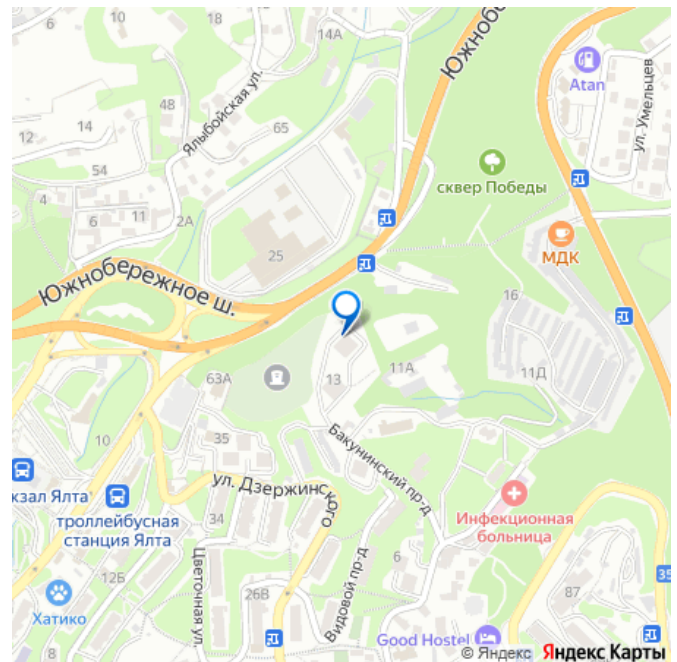 10
18
14А
Южнобе
Atan
ул. Умельцев
48
14
12
Ялыбойская ул.
65
54
4
6
11
2А
сквер Победы
МДК
25
Южнобережное ш.
16
63А
13
11А
11Д
10
35
Бакунинский пр-д
кзал Ялта
ул. Дзержинского
троллейбусная
станция Ялта
34
Инфекционная
больница
12Б
Цветочная ул.
Видовой пр-д
6
35
Хатико
26В
87
8
Good Hostel
© Яндекс Яндекс Карты